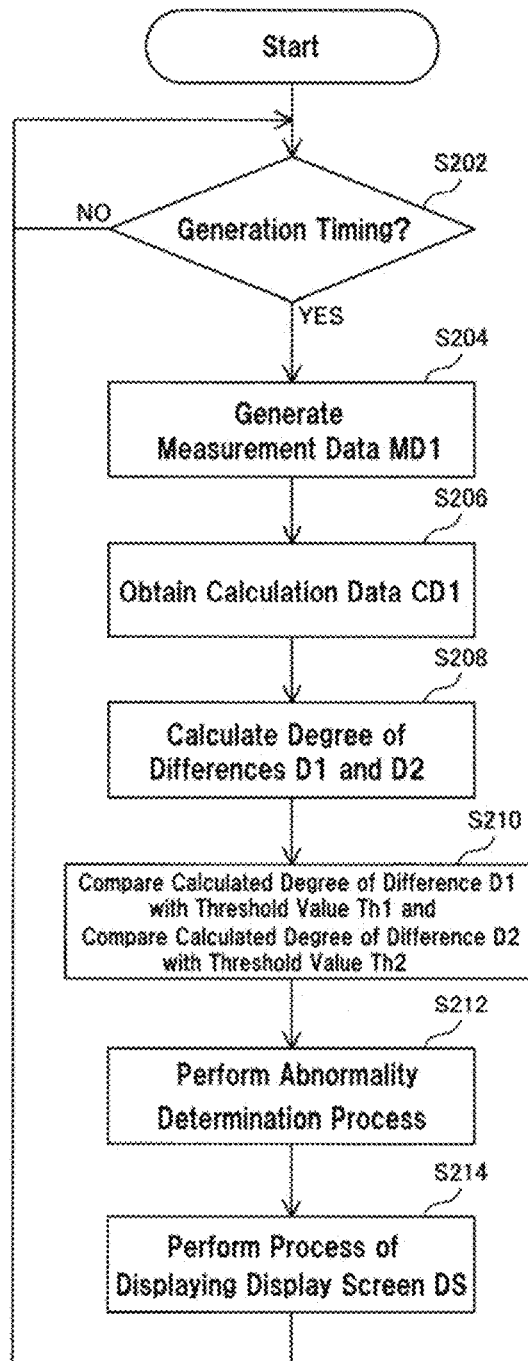 Start
S202
NO
Generation Timing?
YES
S204
Generate
Measurement Data MD1
S206
Obtain Calculation Data CD1
S208
Calculate Degree of
Differences D1 and D2
S210
Compare Calculated Degree of Difference D1
with Threshold Value Th1 and
Compare Calculated Degree of Difference D2
with Threshold Value Th2
S212
Perform Abnormality
Determination Process
S214
Perform Process of
Displaying Display Screen DS